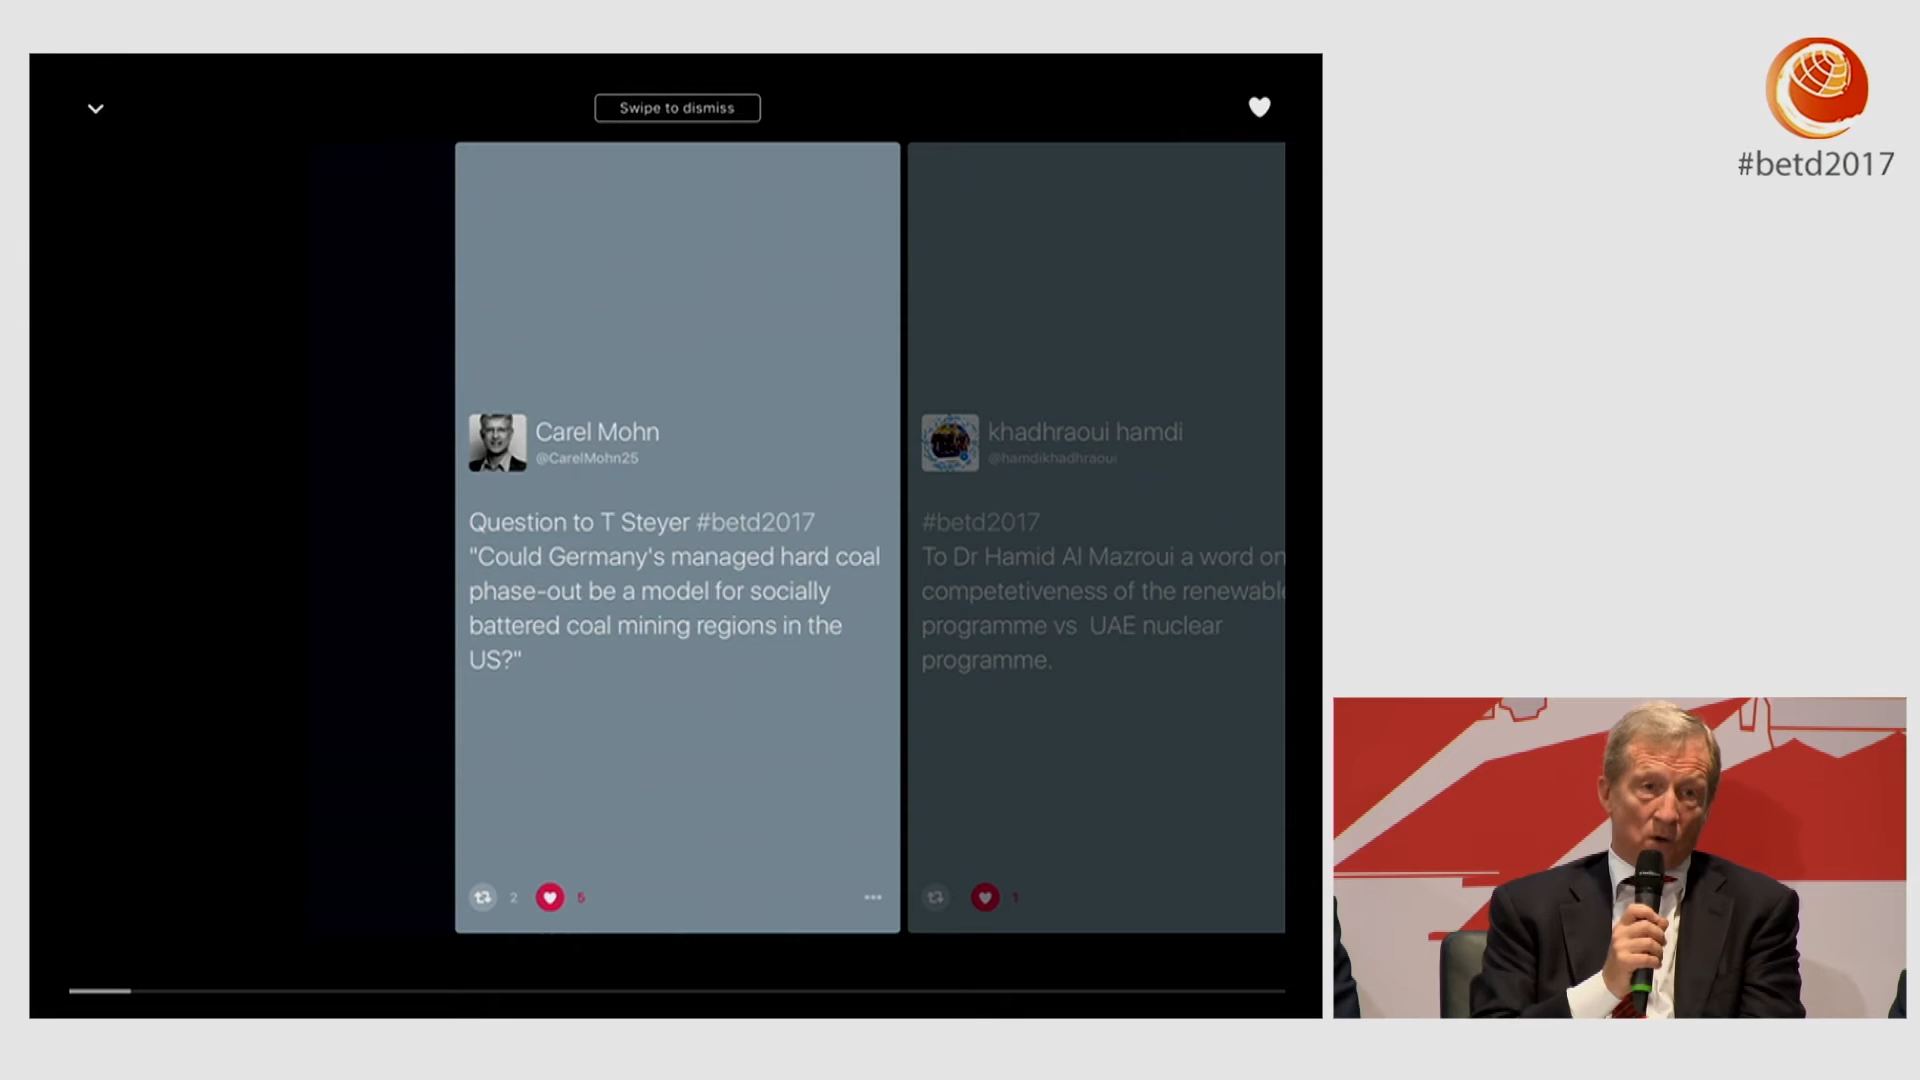 Swipe to dismiss
#betd2017
Carel Mohn
@CarelMohn25
Question to T Steyer #betd2017
"Could Germany's managed hard coal
phase-out be a model for socially
battered coal mining regions in the
US?"
2
5
khadhraoui hamdi
@hamdikhadhraoui
#betd2017
To Dr Hamid Al Mazroui a word on
competetiveness of the renewable
programme vs UAE nuclear
programme.
1